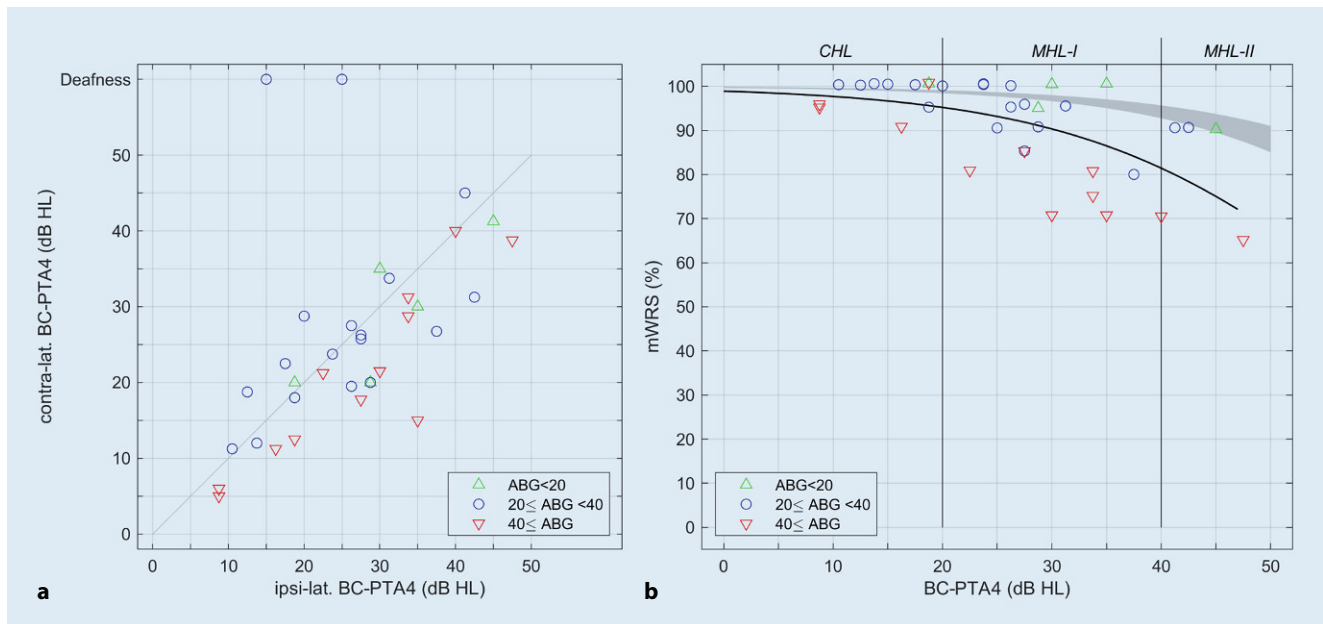 Deafness
50
40
30
20
10
0
contra-lat. BC-PTA4 (dB HL)
0 10 20 30 40 50
ipsi-lat. BC-PTA4 (dB HL)
ABG<20
20≤ ABG <40
40≤ ABG
a
CHL MHL-I MHL-II
100
90
80
70
60
50
40
30
20
10
0
mWRS (%)
0 10 20 30 40 50
BC-PTA4 (dB HL)
ABG<20
20≤ ABG <40
40≤ ABG
b